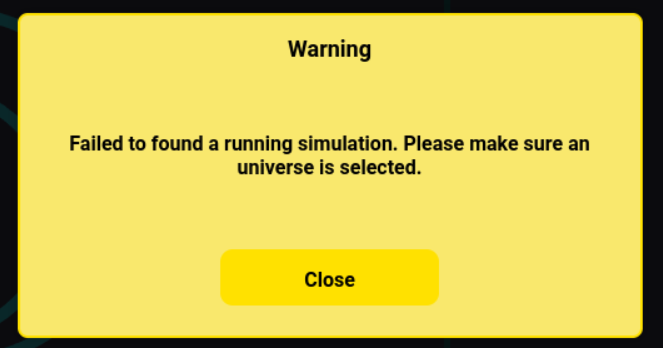 Warning
Failed to found a running simulation. Please make sure an
universe is selected.
Close